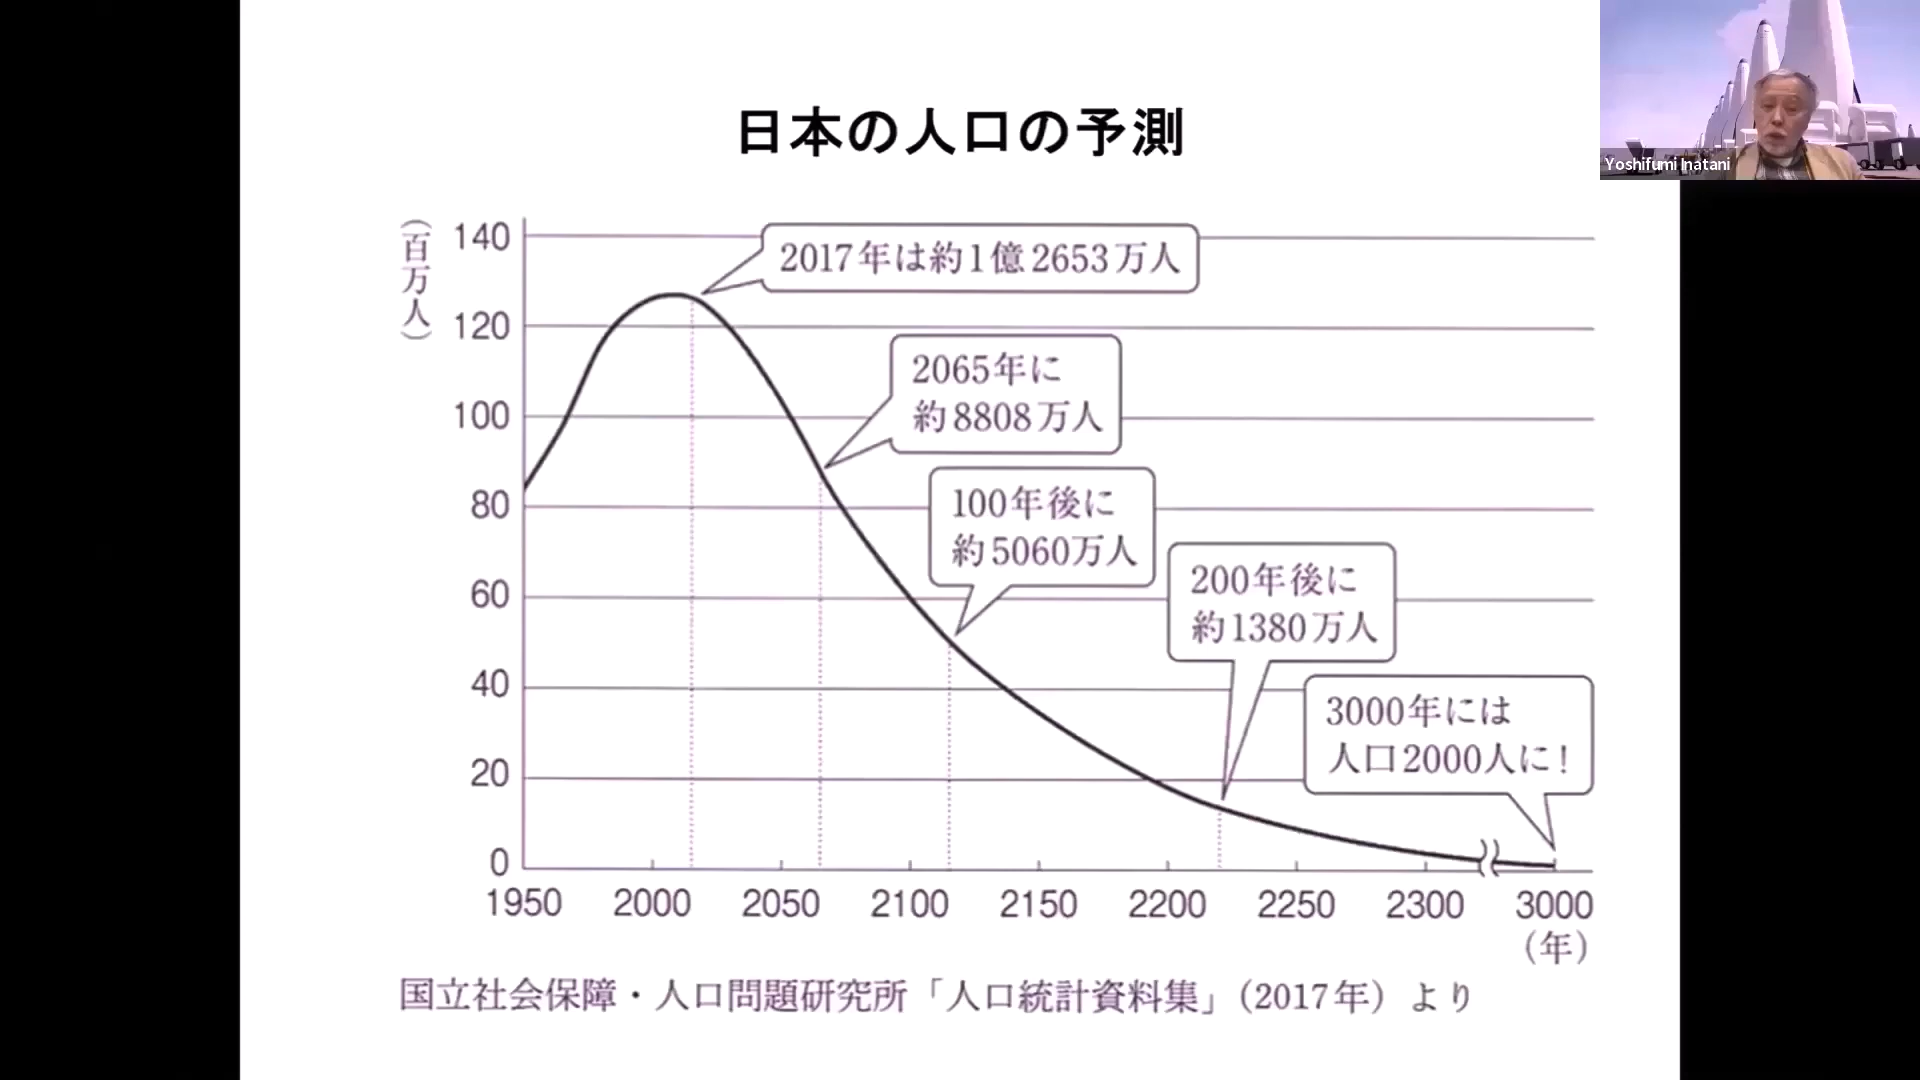 日本の人口の予測
Yoshifumi Inatani
（百万人）
140
120
100
80
60
40
20
0
2017年は約1億2653万人
2065年に
約8808万人
100年後に
約5060万人
200年後に
約1380万人
3000年には
人口2000人に！
1950 2000 2050 2100 2150 2200 2250 2300 3000
（年）
国立社会保障・人口問題研究所「人口統計資料集」（2017年）より